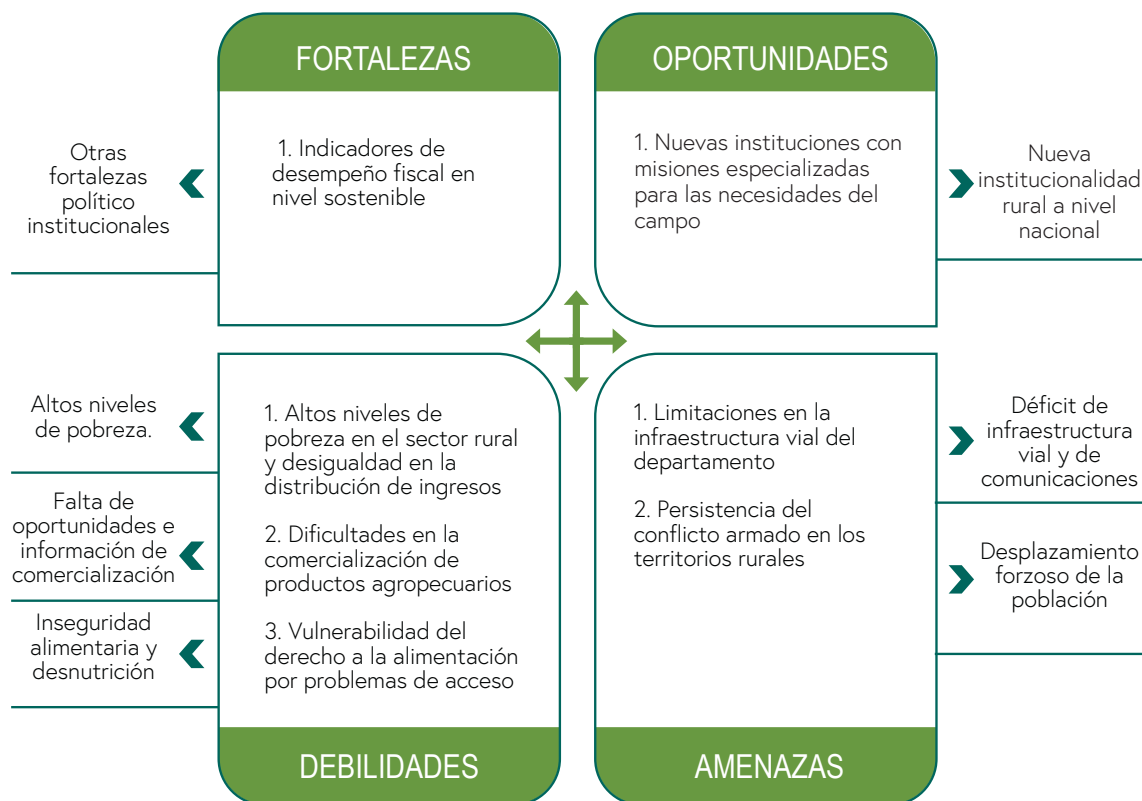 FORTALEZAS
Otras
fortalezas
político
institucionales
1. Indicadores de
desempeño fiscal en
nivel sostenible
OPORTUNIDADES
1. Nuevas instituciones con
misiones especializadas
para las necesidades del
campo
Nueva
institucionalidad
rural a nivel
nacional
Altos niveles
de pobreza.
Falta de
oportunidades e
información de
comercialización
Inseguridad
alimentaria y
desnutrición
1. Altos niveles de
pobreza en el sector rural
y desigualdad en la
distribución de ingresos
2. Dificultades en la
comercialización de
productos agropecuarios
3. Vulnerabilidad del
derecho a la alimentación
por problemas de acceso
DEBILIDADES
1. Limitaciones en la
infraestructura vial del
departamento
2. Persistencia del
conflicto armado en los
territorios rurales
AMENAZAS
Déficit de
infraestructura
vial y de
comunicaciones
Desplazamiento
forzoso de la
población